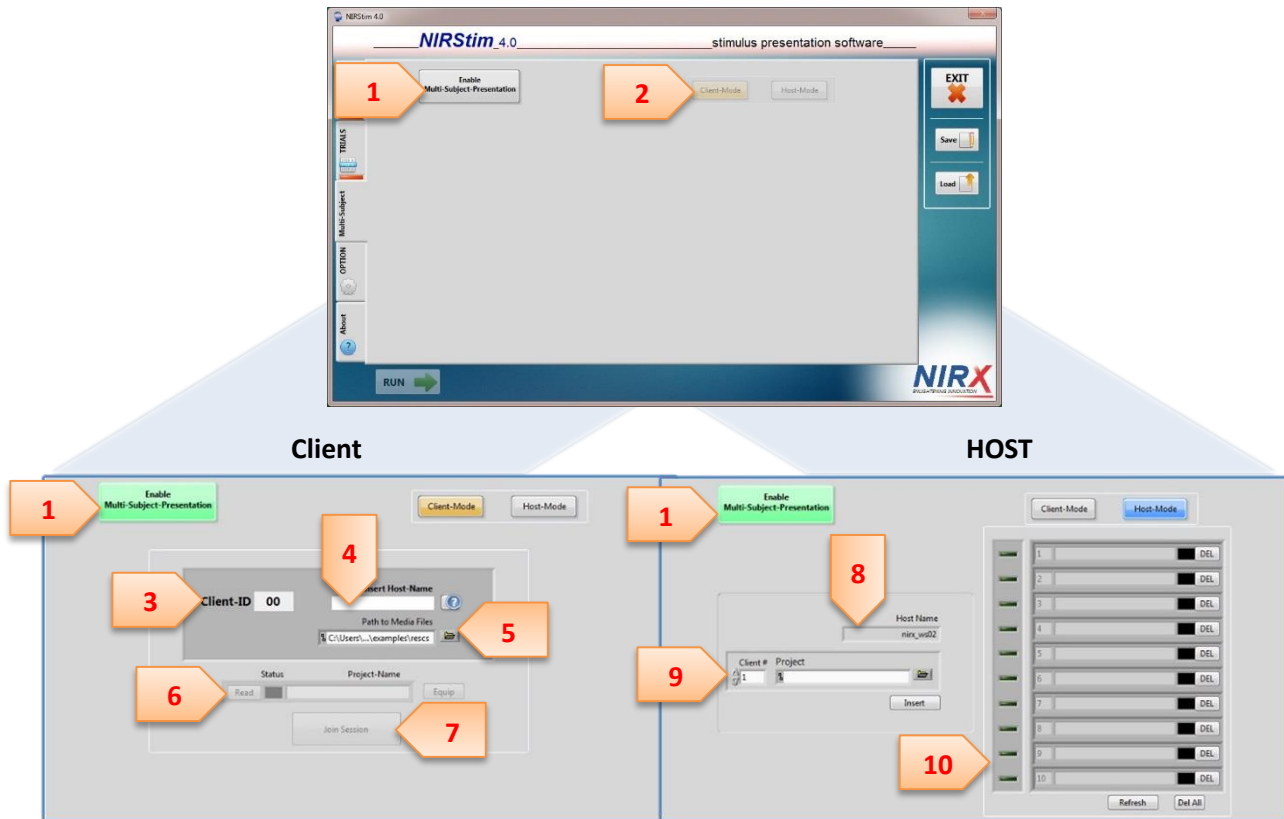 NIRStim 4.0
NIRStim_4.0
stimulus presentation software
1
Enable
Multi-Subject-Presentation
2
Client-Mode
Host-Mode
EXIT
Save
Load
TRIALS
Multi-Subject
OPTION
About
?
RUN
NIRX
Client
HOST
1
Enable
Multi-Subject-Presentation
Client-Mode
Host-Mode
4
3
Client-ID
00
Insert Host-Name
?
Path to Media Files
C:\Users\...\examples\rescs
5
Status
Project-Name
6
Read
Equip
Join Session
7
1
Enable
Multi-Subject-Presentation
Client-Mode
Host-Mode
8
Host Name
nirx_ws02
9
Client #
Project
1
Insert
1
DEL
2
DEL
3
DEL
4
DEL
5
DEL
6
DEL
7
DEL
8
DEL
9
DEL
10
DEL
10
Refresh
Del All